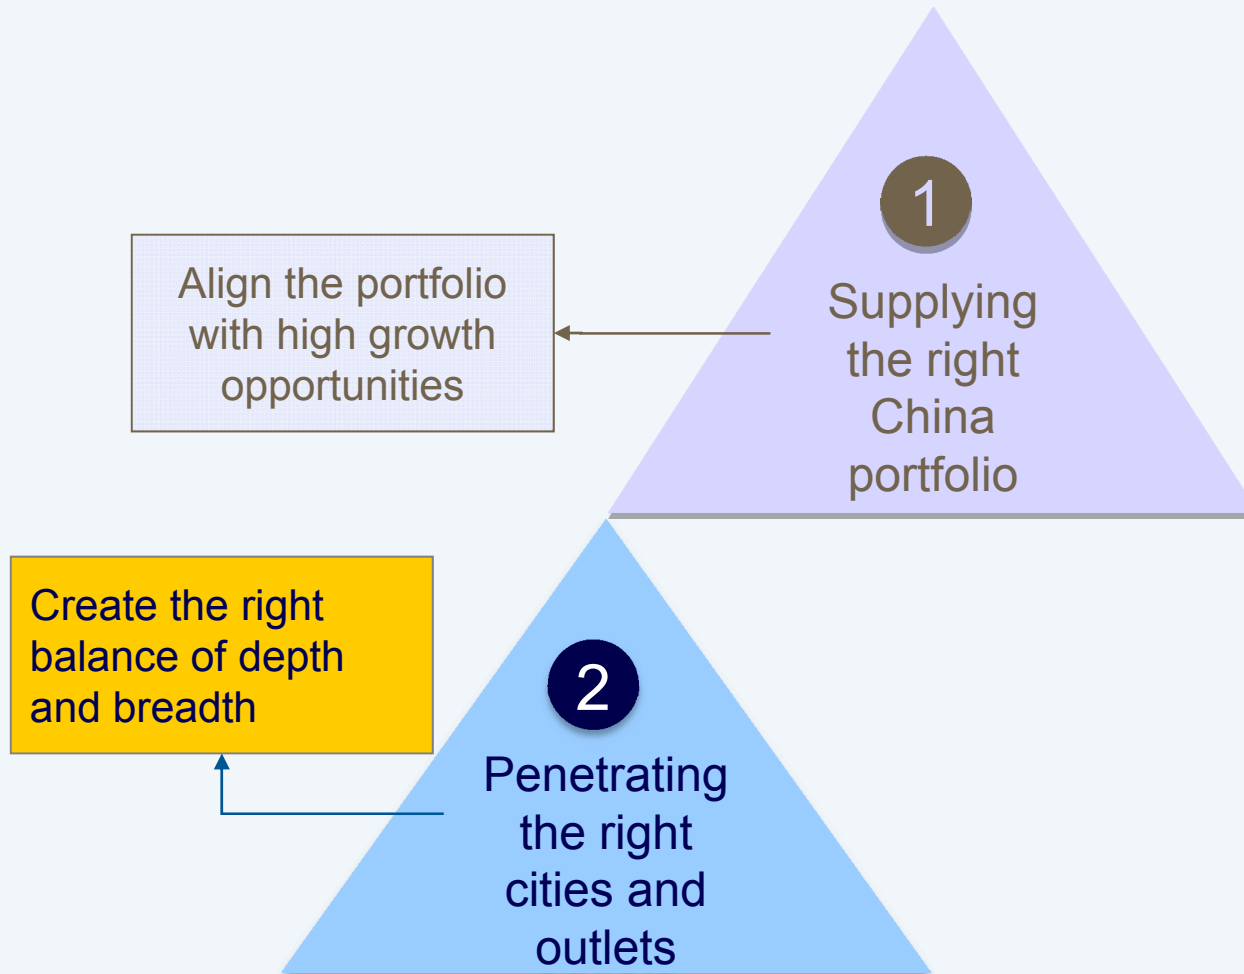 1
Supplying
the right
China
portfolio
Align the portfolio
with high growth
opportunities
2
Penetrating
the right
cities and
outlets
Create the right
balance of depth
and breadth